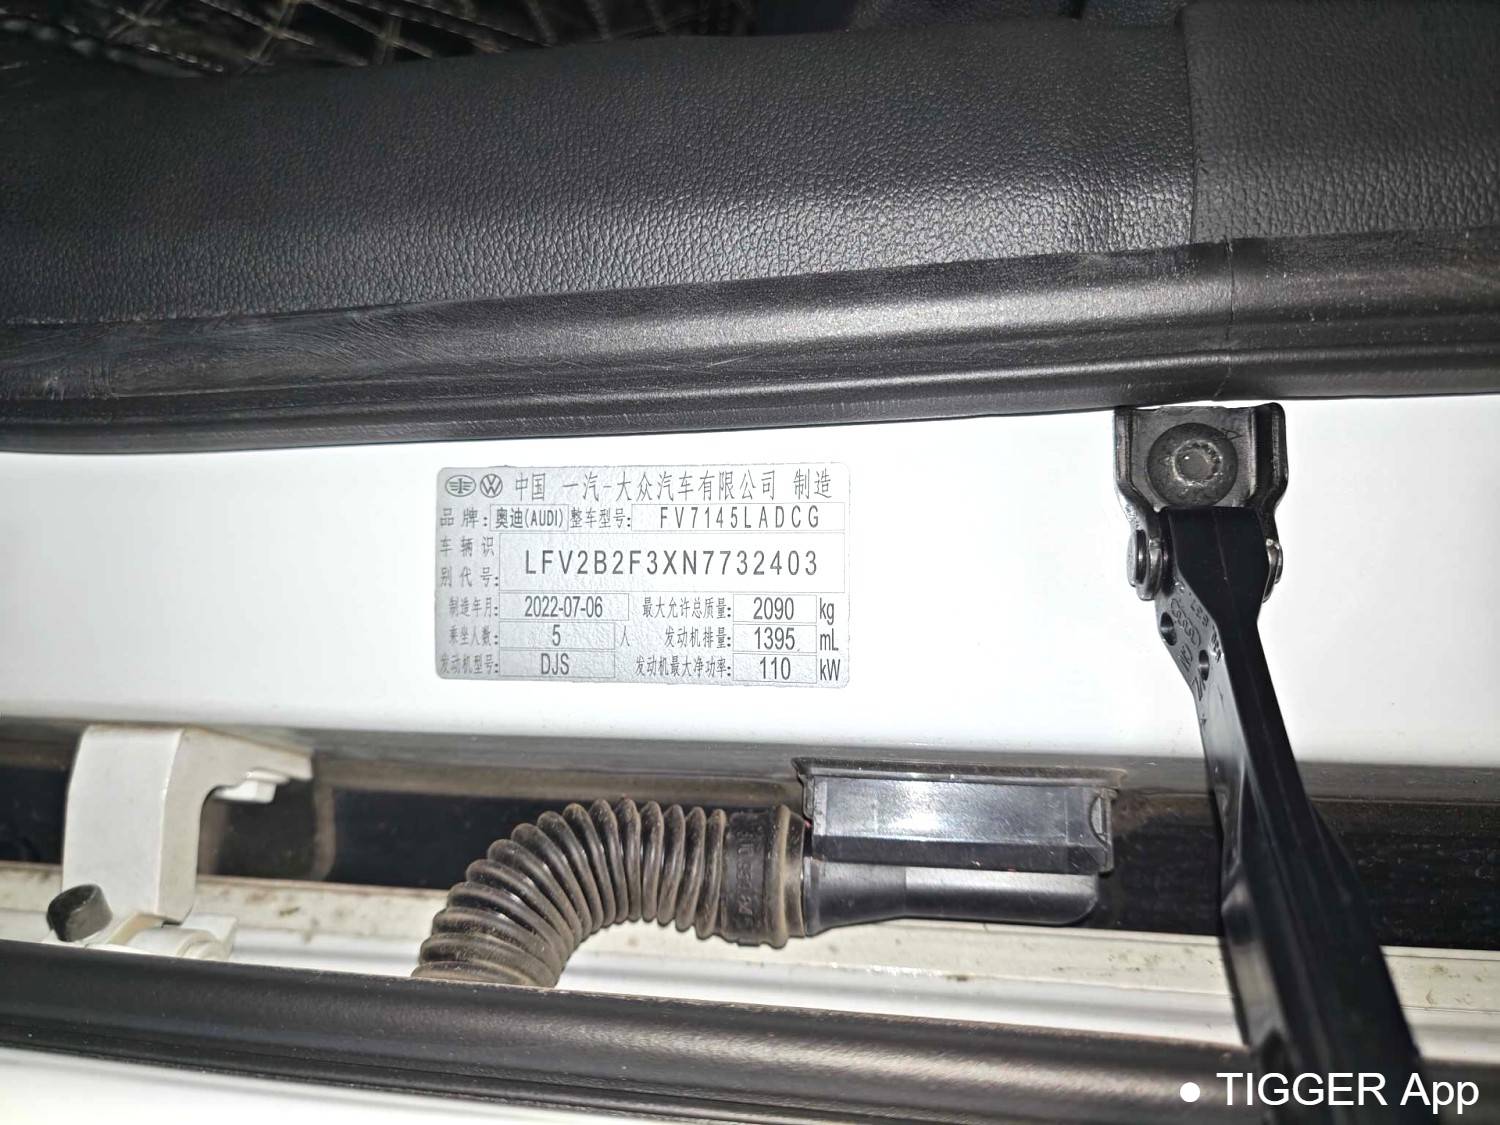 中国 一汽-大众汽车有限公司 制造
品牌: 奥迪(AUDI) 整车型号: FV7145LADCG
车辆识别代号: LFV2B2F3XN7732403
制造年月: 2022-07-06 最大允许总质量: 2090 kg
乘坐人数: 5 人 发动机排量: 1395 mL
发动机型号: DJS 发动机最大净功率: 110 kW
● TIGGER App